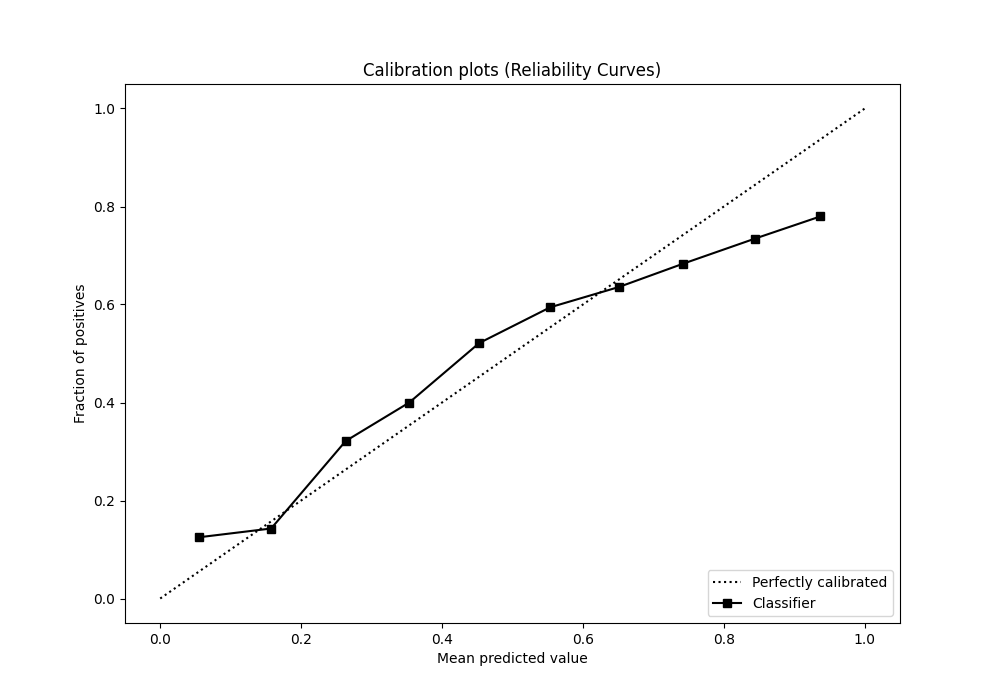 Calibration plots (Reliability Curves)
1.0
0.8
0.6
0.4
0.2
0.0
Fraction of positives
0.0 0.2 0.4 0.6 0.8 1.0
Mean predicted value
Perfectly calibrated
Classifier